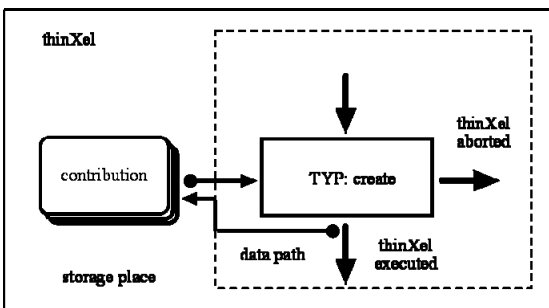 thinXel
thinXel
aborted
contribution
TYP: create
data path
thinXel
executed
storage place